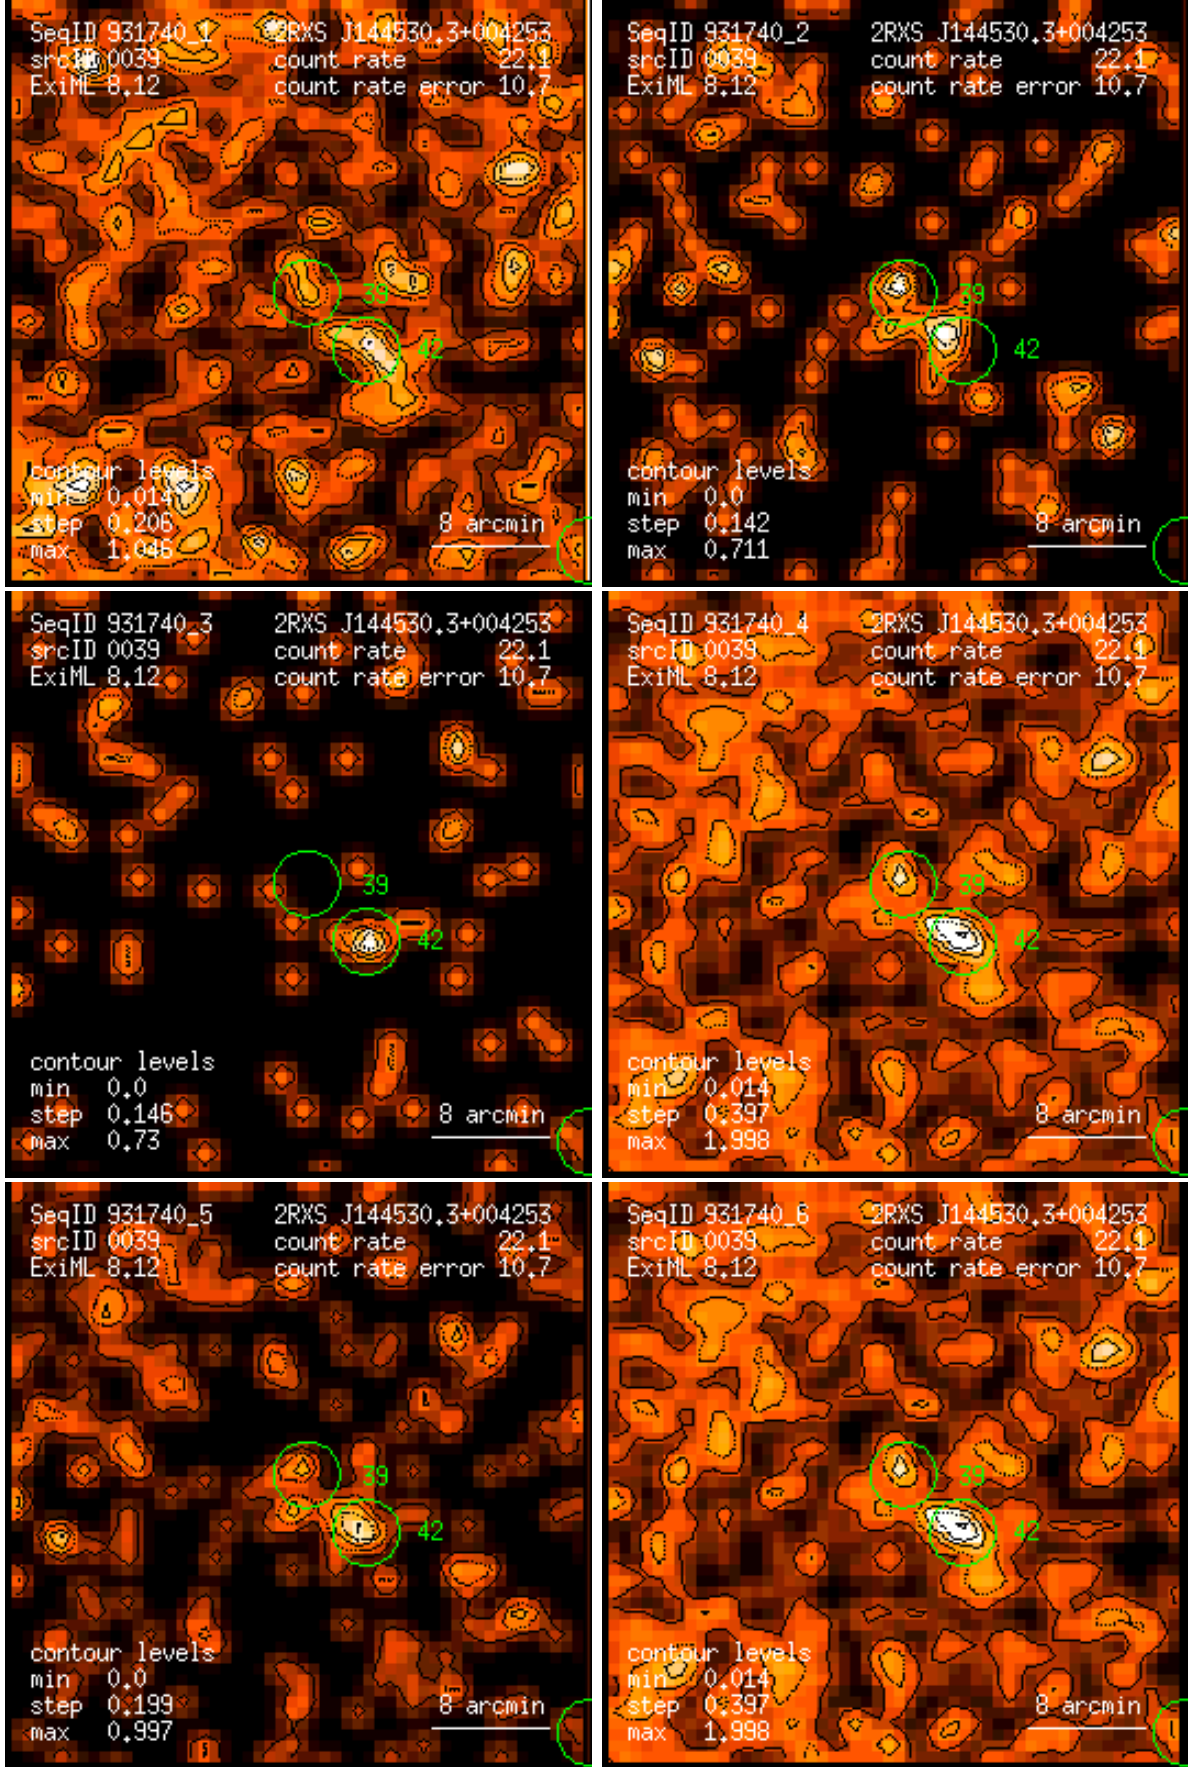 SeqID 931740_1 2RXS J144530.3+004253
srcID 0039 count rate 22.1
ExiML 8.12 count rate error 10.7
39
42
contour levels
min 0.014
step 0.206
max 1.046
8 arcmin
SeqID 931740_2 2RXS J144530.3+004253
srcID 0039 count rate 22.1
ExiML 8.12 count rate error 10.7
39
42
contour levels
min 0.0
step 0.142
max 0.711
8 arcmin
SeqID 931740_3 2RXS J144530.3+004253
srcID 0039 count rate 22.1
ExiML 8.12 count rate error 10.7
39
42
contour levels
min 0.0
step 0.146
max 0.73
8 arcmin
SeqID 931740_4 2RXS J144530.3+004253
srcID 0039 count rate 22.1
ExiML 8.12 count rate error 10.7
39
42
contour levels
min 0.014
step 0.397
max 1.998
8 arcmin
SeqID 931740_5 2RXS J144530.3+004253
srcID 0039 count rate 22.1
ExiML 8.12 count rate error 10.7
39
42
contour levels
min 0.0
step 0.199
max 0.997
8 arcmin
SeqID 931740_6 2RXS J144530.3+004253
srcID 0039 count rate 22.1
ExiML 8.12 count rate error 10.7
39
42
contour levels
min 0.014
step 0.397
max 1.998
8 arcmin